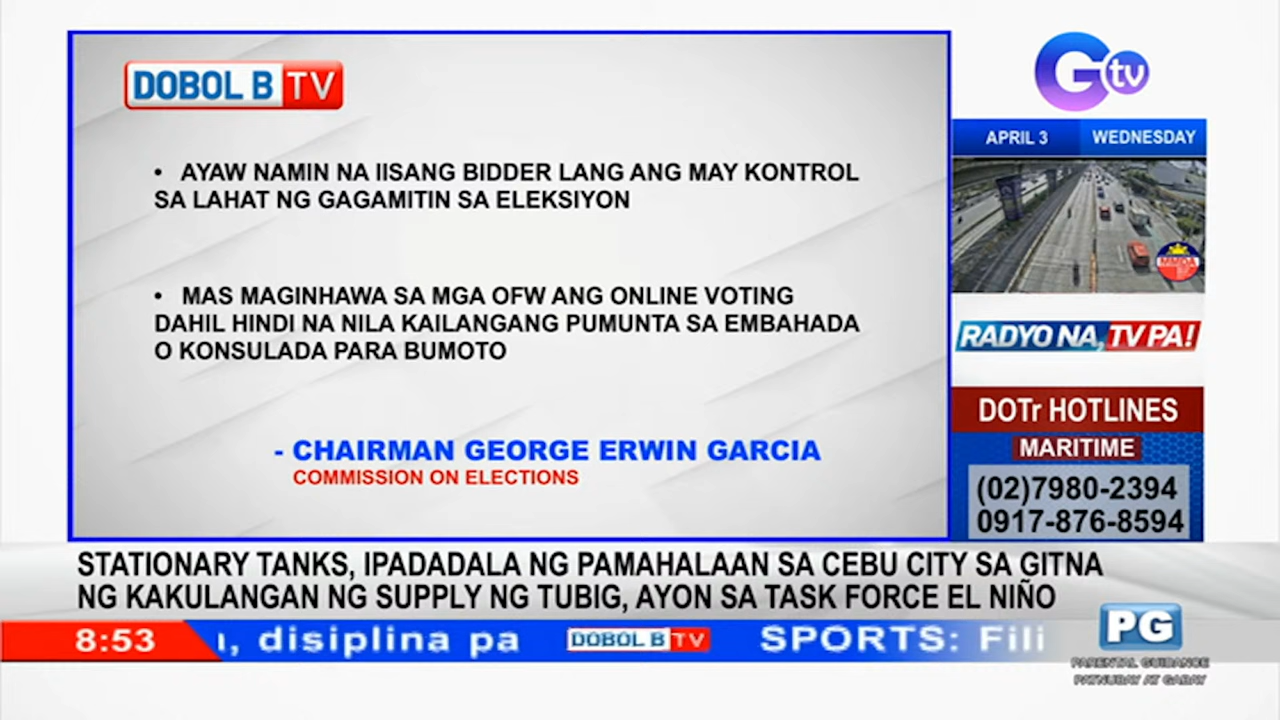 DOBOL B TV
• AYAW NAMIN NA IISANG BIDDER LANG ANG MAY KONTROL
SA LAHAT NG GAGAMITIN SA ELEKSIYON
• MAS MAGINHAWA SA MGA OFW ANG ONLINE VOTING
DAHIL HINDI NA NILA KAILANGANG PUMUNTA SA EMBAHADA
O KONSULADA PARA BUMOTO
- CHAIRMAN GEORGE ERWIN GARCIA
COMMISSION ON ELECTIONS
Gtv
APRIL 3 WEDNESDAY
MMDA
RADYO NA, TV PA!
DOTr HOTLINES
MARITIME
(02)7980-2394
0917-876-8594
STATIONARY TANKS, IPADADALA NG PAMAHALAAN SA CEBU CITY SA GITNA
NG KAKULANGAN NG SUPPLY NG TUBIG, AYON SA TASK FORCE EL NIÑO
8:53 , disiplina pa DOBOL B TV SPORTS: Fili
PG
PARENTAL GUIDANCE
PATNUBAY AT GABAY